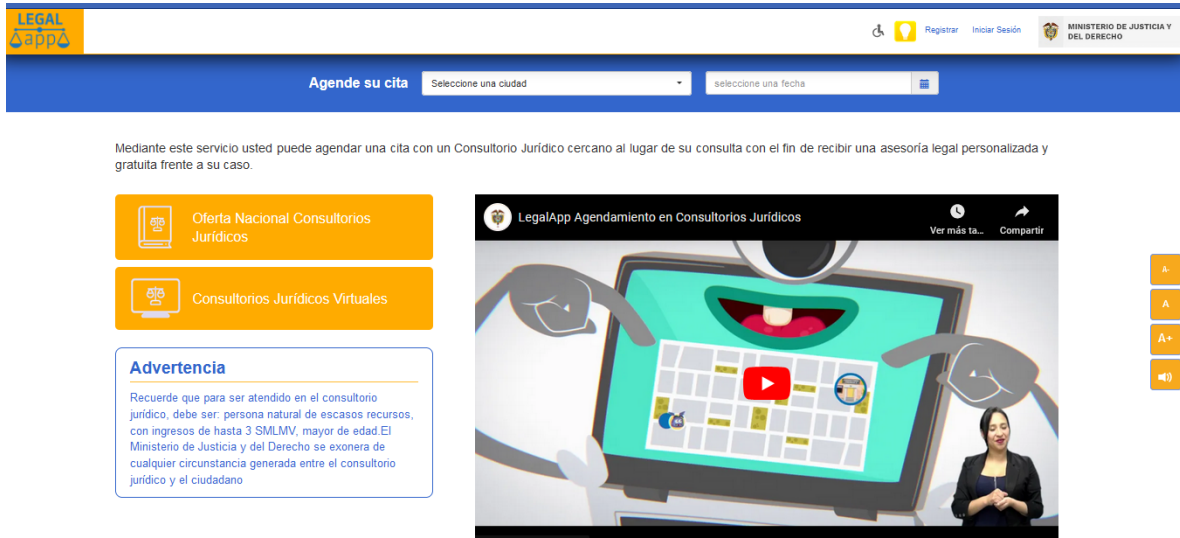 LEGAL
app
Registrar Iniciar Sesión
MINISTERIO DE JUSTICIA Y
DEL DERECHO
Agende su cita
Seleccione una ciudad
seleccione una fecha
Mediante este servicio usted puede agendar una cita con un Consultorio Jurídico cercano al lugar de su consulta con el fin de recibir una asesoría legal personalizada y
gratuita frente a su caso.
Oferta Nacional Consultorios
Jurídicos
Consultorios Jurídicos Virtuales
Advertencia
Recuerde que para ser atendido en el consultorio
jurídico, debe ser: persona natural de escasos recursos,
con ingresos de hasta 3 SMLMV, mayor de edad.El
Ministerio de Justicia y del Derecho se exonera de
cualquier circunstancia generada entre el consultorio
jurídico y el ciudadano
LegalApp Agendamiento en Consultorios Jurídicos
Ver más ta...
Compartir
A-
A
A+